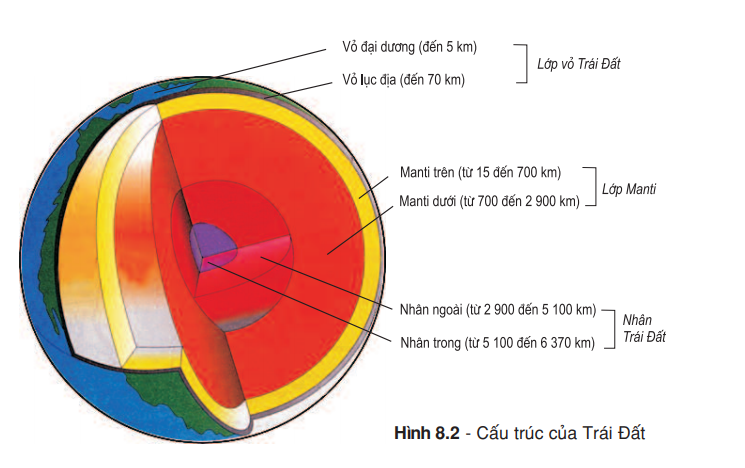 Vỏ đại dương (đến 5 km)
Lớp vỏ Trái Đất
Vỏ lục địa (đến 70 km)
Manti trên (từ 15 đến 700 km)
Lớp Manti
Manti dưới (từ 700 đến 2 900 km)
Nhân ngoài (từ 2 900 đến 5 100 km)
Nhân
Trái Đất
Nhân trong (từ 5 100 đến 6 370 km)
Hình 8.2 - Cấu trúc của Trái Đất